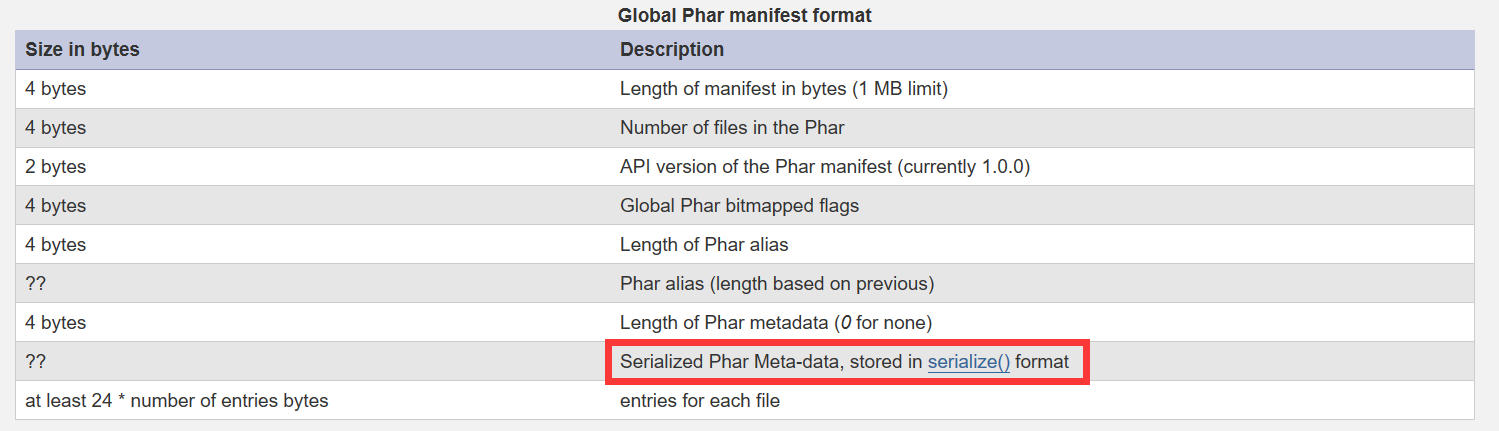 Global Phar manifest format
Size in bytes Description
4 bytes Length of manifest in bytes (1 MB limit)
4 bytes Number of files in the Phar
2 bytes API version of the Phar manifest (currently 1.0.0)
4 bytes Global Phar bitmapped flags
4 bytes Length of Phar alias
?? Phar alias (length based on previous)
4 bytes Length of Phar metadata (0 for none)
?? Serialized Phar Meta-data, stored in serialize() format
at least 24 * number of entries bytes entries for each file